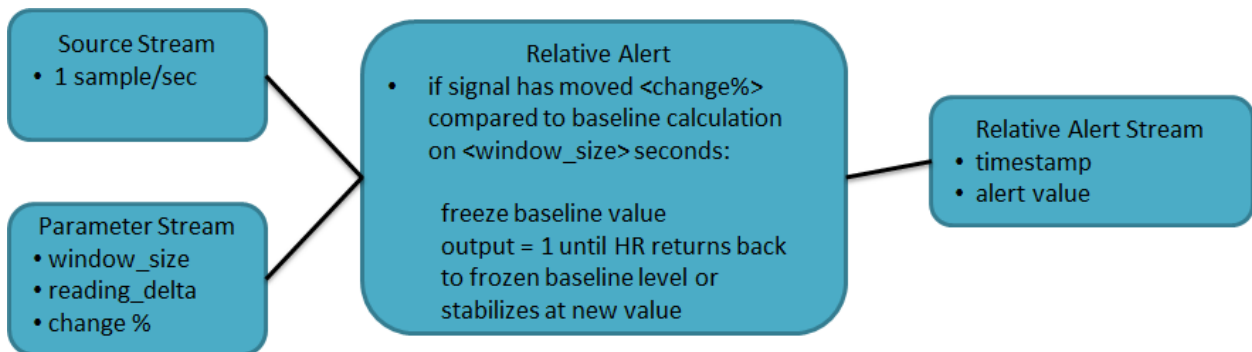 Source Stream
• 1 sample/sec
Parameter Stream
• window_size
• reading_delta
• change %
Relative Alert
• if signal has moved <change%>
compared to baseline calculation
on <window_size> seconds:
freeze baseline value
output = 1 until HR returns back
to frozen baseline level or
stabilizes at new value
Relative Alert Stream
• timestamp
• alert value